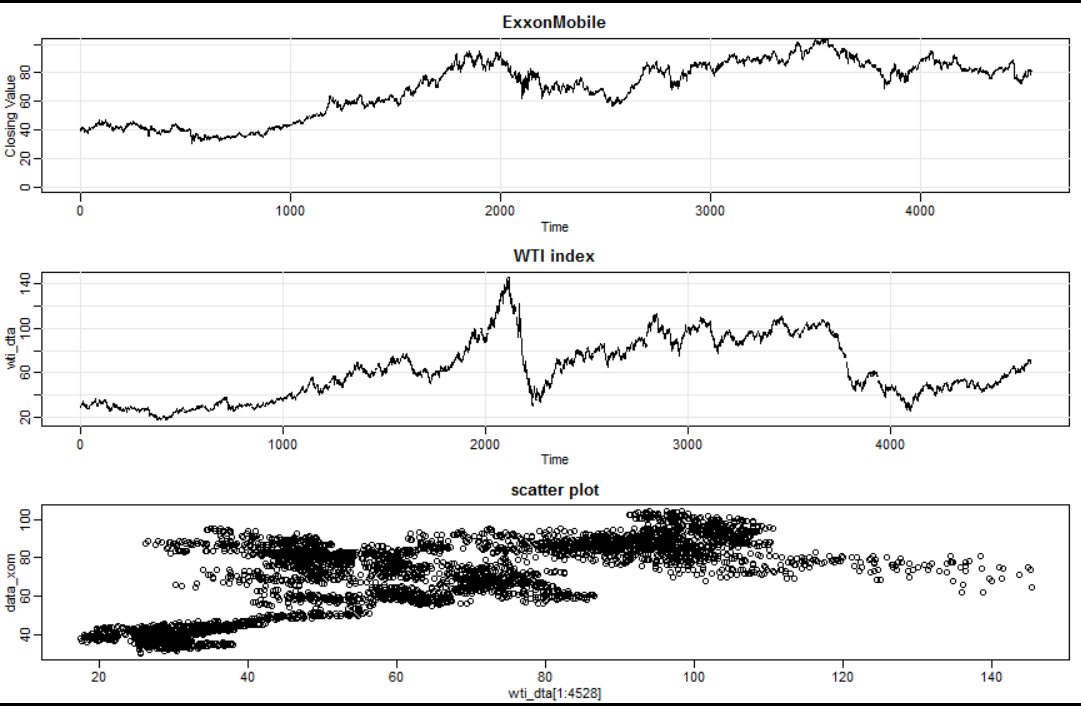 ExxonMobile
Closing Value
0 20 40 60 80
0 1000 2000 3000 4000
Time
WTI index
wti_dta
20 60 100 140
0 1000 2000 3000 4000
Time
scatter plot
data_xom
40 60 80 100
20 40 60 80 100 120 140
wti_dta[1:4528]